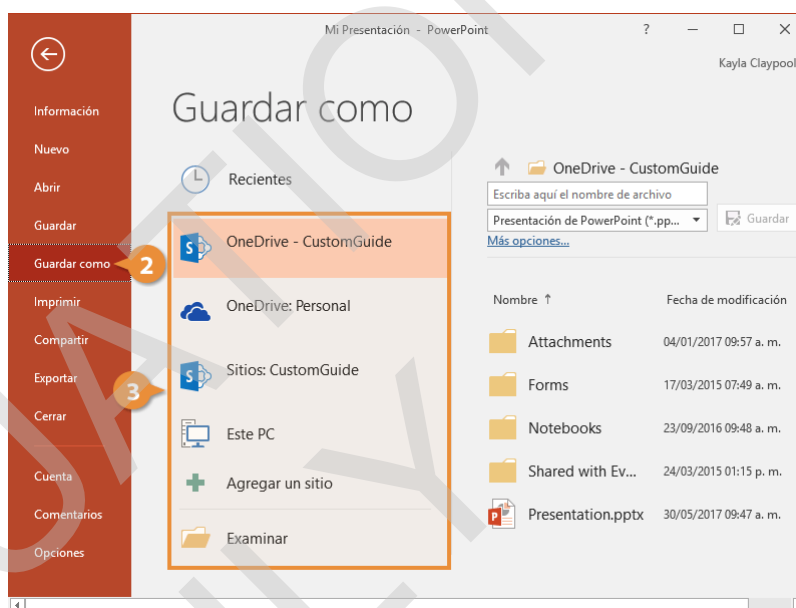 Mi Presentación - PowerPoint
?
Kayla Claypool
Información
Nuevo
Abrir
Guardar
Guardar como
Imprimir
Compartir
Exportar
Cerrar
Cuenta
Comentarios
Opciones
2
3
Guardar como
Recientes
OneDrive - CustomGuide
OneDrive: Personal
Sitios: CustomGuide
Este PC
Agregar un sitio
Examinar
OneDrive - CustomGuide
Escriba aquí el nombre de archivo
Presentación de PowerPoint (*.pp...
Guardar
Más opciones...
Nombre ↑ Fecha de modificación
Attachments 04/01/2017 09:57 a. m.
Forms 17/03/2015 07:49 a. m.
Notebooks 23/09/2016 09:48 a. m.
Shared with Ev... 24/03/2015 01:15 p. m.
Presentation.pptx 30/05/2017 09:47 a. m.